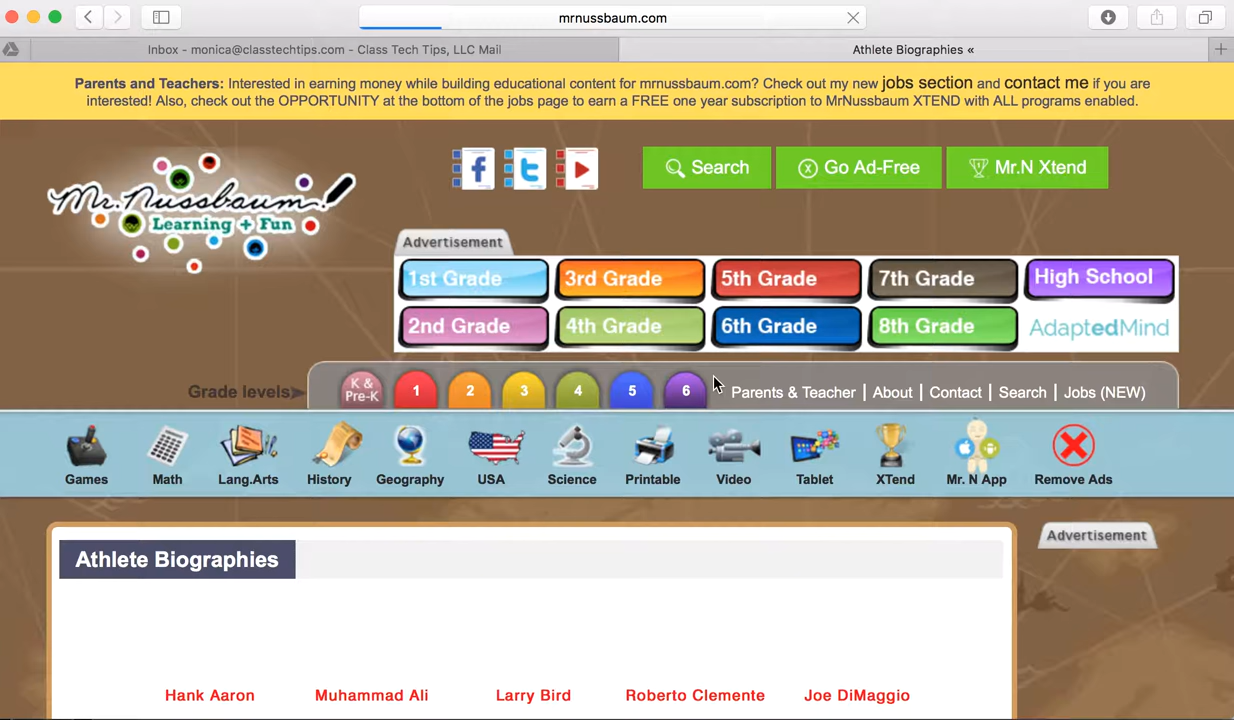 mrnussbaum.com
Inbox - monica@classtechtips.com - Class Tech Tips, LLC Mail
Athlete Biographies «
Parents and Teachers: Interested in earning money while building educational content for mrnussbaum.com? Check out my new jobs section and contact me if you are
interested! Also, check out the OPPORTUNITY at the bottom of the jobs page to earn a FREE one year subscription to MrNussbaum XTEND with ALL programs enabled.
Mr. Nussbaum!
Learning + Fun
f t
Search
Go Ad-Free
Mr.N Xtend
Advertisement
1st Grade 3rd Grade 5th Grade 7th Grade High School
2nd Grade 4th Grade 6th Grade 8th Grade AdaptedMind
Grade levels
K &
Pre-K
1 2 3 4 5 6
Parents & Teacher | About | Contact | Search | Jobs (NEW)
Games Math Lang.Arts History Geography USA Science Printable Video Tablet XTend Mr. N App Remove Ads
Athlete Biographies
Advertisement
Hank Aaron Muhammad Ali Larry Bird Roberto Clemente Joe DiMaggio